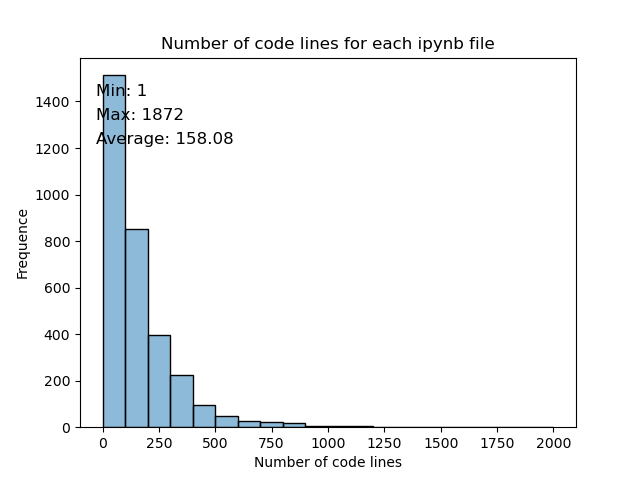 Number of code lines for each ipynb file
Min: 1
Max: 1872
Average: 158.08
Frequence
1400
1200
1000
800
600
400
200
0
0 250 500 750 1000 1250 1500 1750 2000
Number of code lines